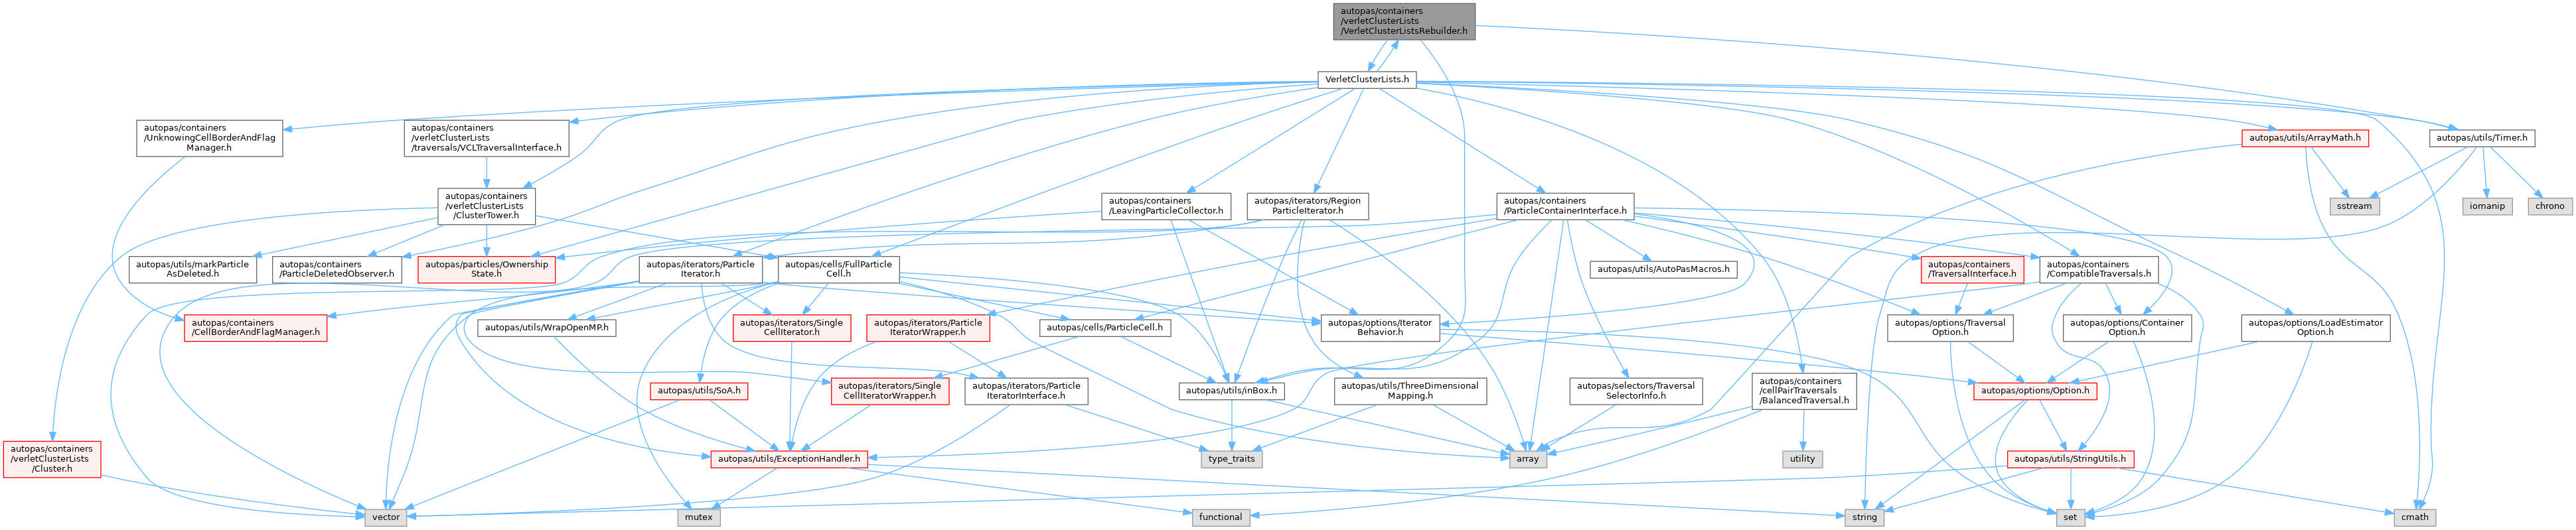 autopas/containers
/verletClusterLists
/VerletClusterListsRebuilder.h
VerletClusterLists.h
autopas/containers
/UnknowingCellBorderAndFlag
Manager.h
autopas/containers
/verletClusterLists
/traversals/VCLTraversalInterface.h
autopas/utils/ArrayMath.h
autopas/utils/Timer.h
autopas/containers
/verletClusterLists
/ClusterTower.h
autopas/containers
/LeavingParticleCollector.h
autopas/iterators/Region
ParticleIterator.h
autopas/containers
/ParticleContainerInterface.h
sstream
iomanip
chrono
autopas/utils/markParticle
AsDeleted.h
autopas/containers
/ParticleDeletedObserver.h
autopas/particles/Ownership
State.h
autopas/iterators/Particle
Iterator.h
autopas/cells/FullParticle
Cell.h
autopas/utils/AutoPasMacros.h
autopas/containers
/TraversalInterface.h
autopas/containers
/CompatibleTraversals.h
autopas/containers
/CellBorderAndFlagManager.h
autopas/utils/WrapOpenMP.h
autopas/iterators/Single
CellIterator.h
autopas/iterators/Particle
IteratorWrapper.h
autopas/cells/ParticleCell.h
autopas/options/Iterator
Behavior.h
autopas/options/Traversal
Option.h
autopas/options/Container
Option.h
autopas/options/LoadEstimator
Option.h
autopas/utils/SoA.h
autopas/iterators/Single
CellIteratorWrapper.h
autopas/iterators/Particle
IteratorInterface.h
autopas/utils/inBox.h
autopas/utils/ThreeDimensional
Mapping.h
autopas/selectors/Traversal
SelectorInfo.h
autopas/containers
/cellPairTraversals
/BalancedTraversal.h
autopas/options/Option.h
autopas/containers
/verletClusterLists
/Cluster.h
autopas/utils/ExceptionHandler.h
type_traits
array
utility
autopas/utils/StringUtils.h
vector
mutex
functional
string
set
cmath